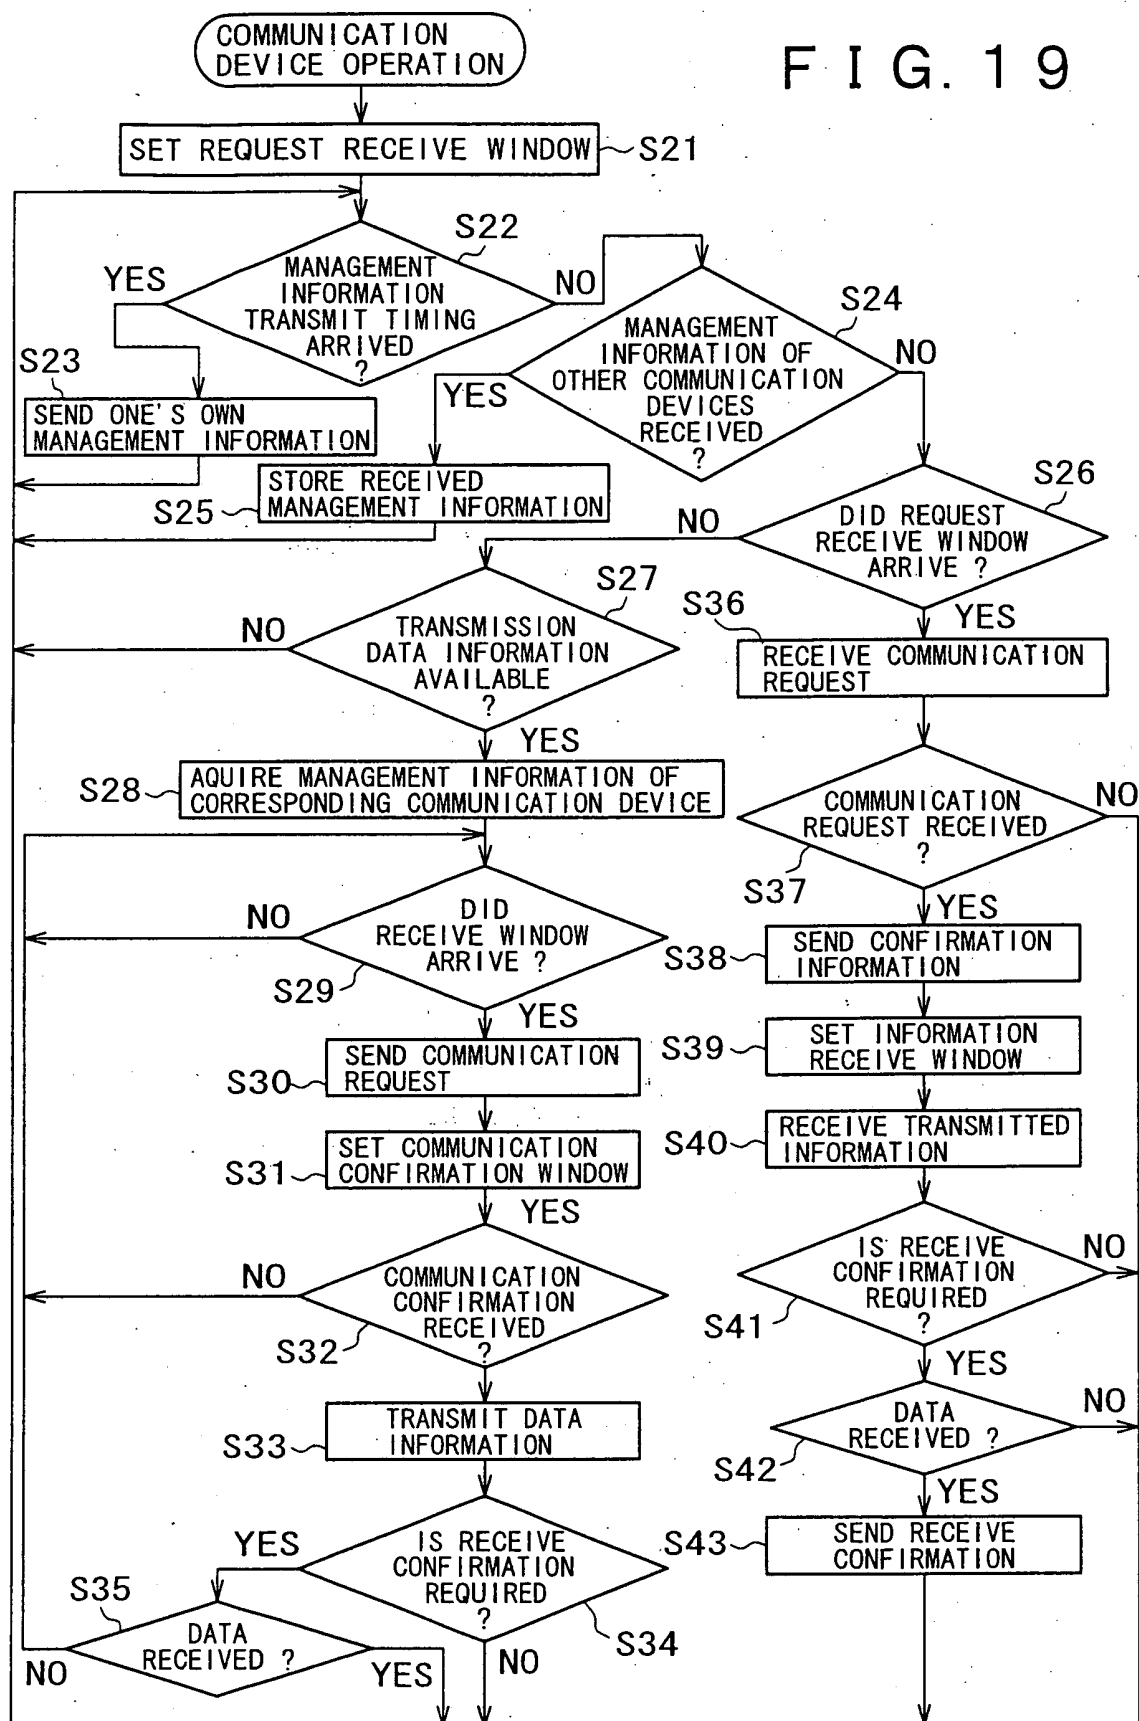 COMMUNICATION
DEVICE OPERATION
FIG. 19
SET REQUEST RECEIVE WINDOW
S21
S22
YES
MANAGEMENT
INFORMATION
TRANSMIT TIMING
ARRIVED
?
NO
S23
SEND ONE'S OWN
MANAGEMENT INFORMATION
S24
MANAGEMENT
INFORMATION OF
OTHER COMMUNICATION
DEVICES
RECEIVED
?
YES
NO
S25
STORE RECEIVED
MANAGEMENT INFORMATION
S26
NO
DID REQUEST
RECEIVE WINDOW
ARRIVE ?
YES
S27
NO
TRANSMISSION
DATA INFORMATION
AVAILABLE
?
YES
S36
RECEIVE COMMUNICATION
REQUEST
S28
AQUIRE MANAGEMENT INFORMATION OF
CORRESPONDING COMMUNICATION DEVICE
COMMUNICATION
REQUEST RECEIVED
?
NO
S37
YES
NO
DID
RECEIVE WINDOW
ARRIVE ?
S29
YES
S38
SEND CONFIRMATION
INFORMATION
S30
SEND COMMUNICATION
REQUEST
S39
SET INFORMATION
RECEIVE WINDOW
S31
SET COMMUNICATION
CONFIRMATION WINDOW
YES
S40
RECEIVE TRANSMITTED
INFORMATION
NO
COMMUNICATION
CONFIRMATION
RECEIVED
?
S32
IS RECEIVE
CONFIRMATION
REQUIRED
?
NO
S41
YES
S33
TRANSMIT DATA
INFORMATION
DATA
RECEIVED ?
NO
S42
YES
YES
IS RECEIVE
CONFIRMATION
REQUIRED
?
S34
NO
S43
SEND RECEIVE
CONFIRMATION
S35
DATA
RECEIVED ?
NO
YES